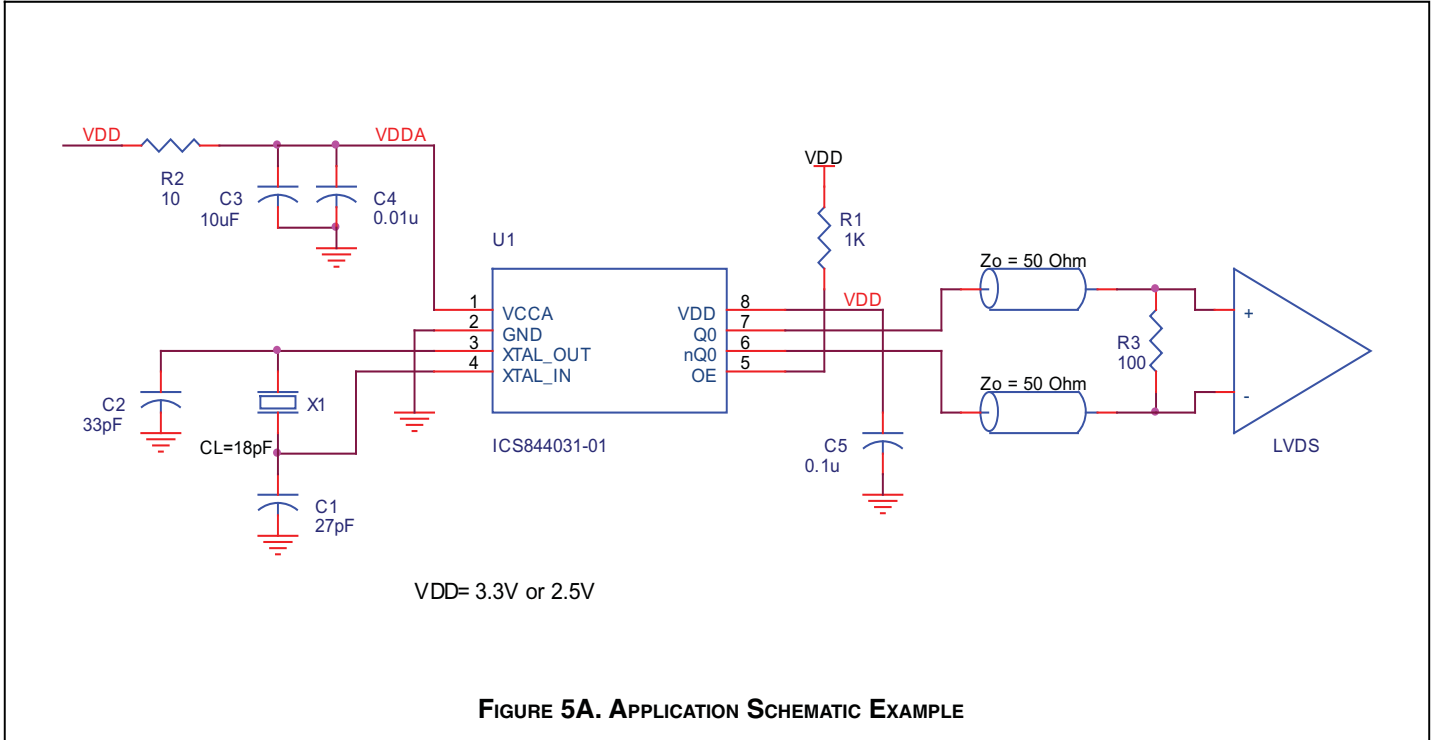 VDD
VDDA
R2
10
C3
10uF
C4
0.01u
VDD
R1
1K
U1
1
2
3
4
VCCA
GND
XTAL_OUT
XTAL_IN
VDD
Q0
nQ0
OE
8
7
6
5
VDD
ICS844031-01
C2
33pF
X1
CL=18pF
C1
27pF
C5
0.1u
Zo = 50 Ohm
R3
100
Zo = 50 Ohm
+
-
LVDS
VDD= 3.3V or 2.5V
FIGURE 5A. APPLICATION SCHEMATIC EXAMPLE